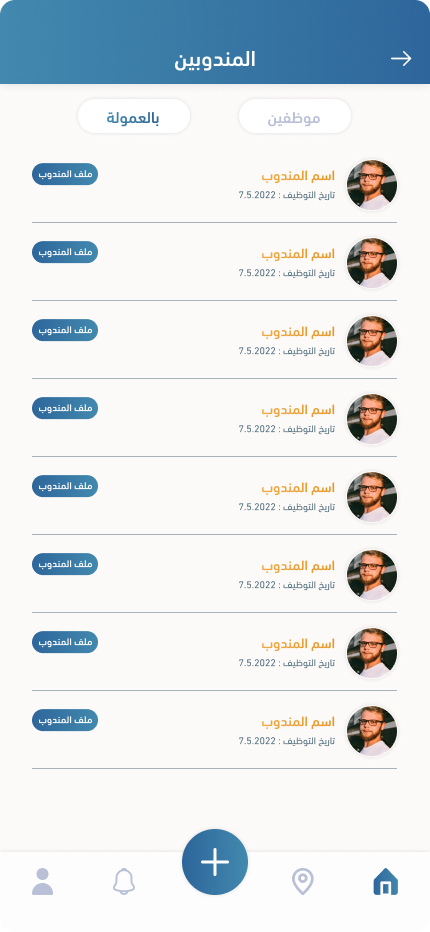 المندوبين
موظفين
بالعمولة
اسم المندوب
تاريخ التوظيف : 7.5.2022
ملف المندوب
اسم المندوب
تاريخ التوظيف : 7.5.2022
ملف المندوب
اسم المندوب
تاريخ التوظيف : 7.5.2022
ملف المندوب
اسم المندوب
تاريخ التوظيف : 7.5.2022
ملف المندوب
اسم المندوب
تاريخ التوظيف : 7.5.2022
ملف المندوب
اسم المندوب
تاريخ التوظيف : 7.5.2022
ملف المندوب
اسم المندوب
تاريخ التوظيف : 7.5.2022
ملف المندوب
اسم المندوب
تاريخ التوظيف : 7.5.2022
ملف المندوب